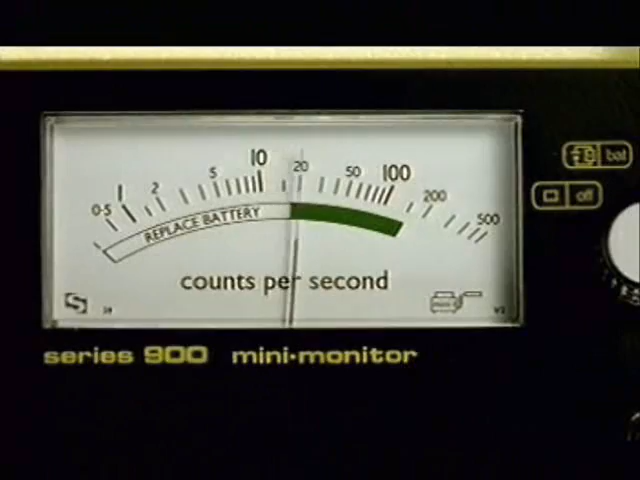 0·5 1 2 5 10 20 50 100 200 500
REPLACE BATTERY
counts per second
bat
off
series 900 mini·monitor